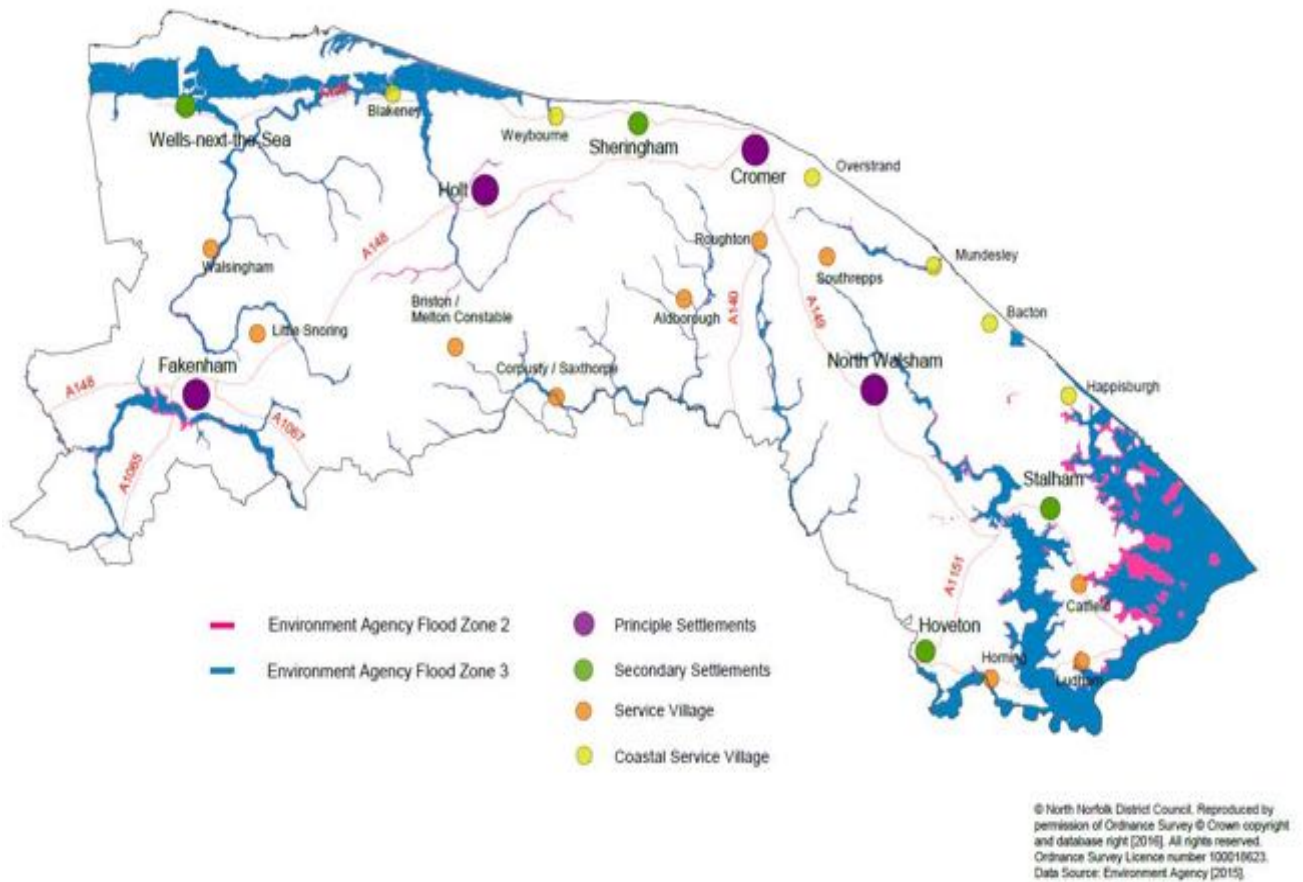 A149
Blakeney
Wells-next-the-Sea
Weybourne
Sheringham
Cromer
Overstrand
Holt
A148
Roughton
Walsingham
Southrepps
Mundesley
Briston /
Melton Constable
Aldborough
A140
A149
Bacton
Little Snoring
Fakenham
Corpusty / Saxthorpe
North Walsham
A148
Happisburgh
A1067
A1065
Stalham
A1151
Catfield
Hoveton
Horning
Ludham
Environment Agency Flood Zone 2
Environment Agency Flood Zone 3
Principle Settlements
Secondary Settlements
Service Village
Coastal Service Village
© North Norfolk District Council. Reproduced by
permission of Ordnance Survey © Crown copyright
and database right [2016]. All rights reserved.
Ordnance Survey Licence number 100018623.
Data Source: Environment Agency [2015].